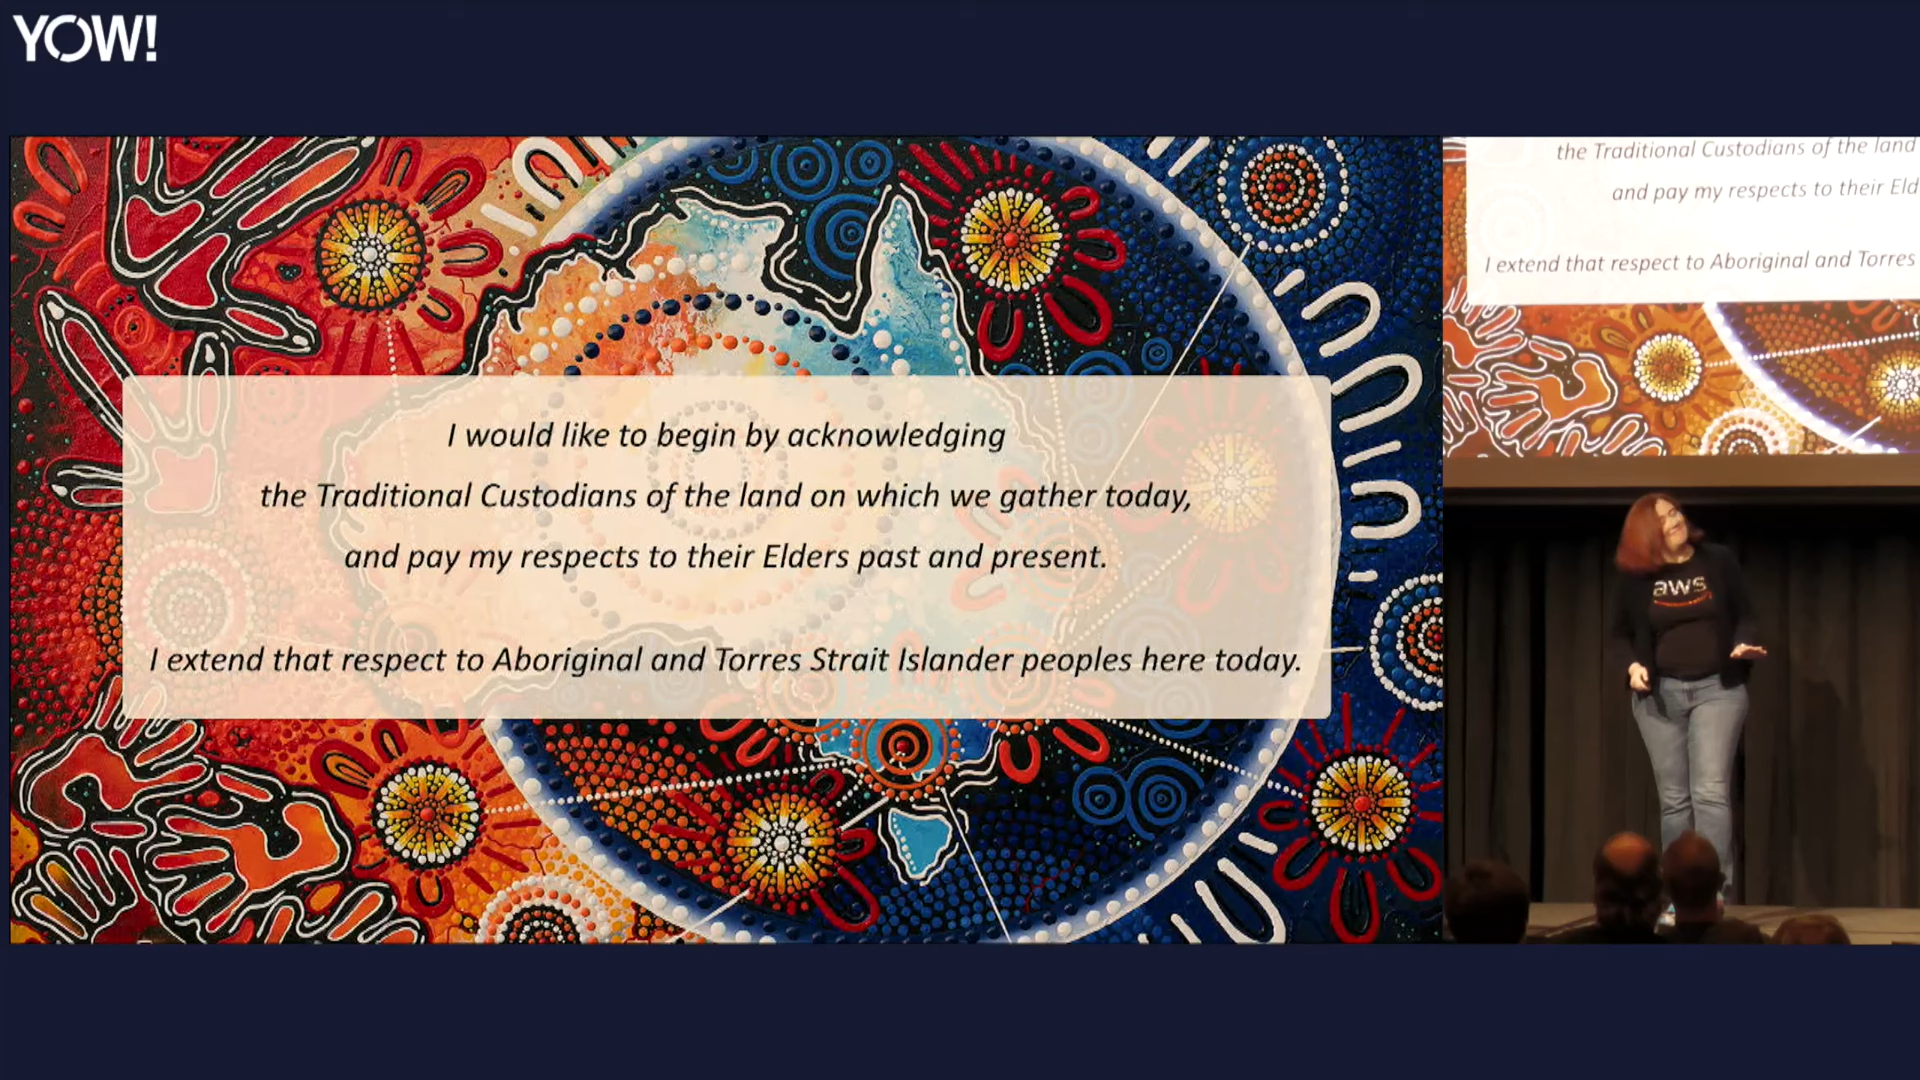 YOW!
I would like to begin by acknowledging
the Traditional Custodians of the land on which we gather today,
and pay my respects to their Elders past and present.
I extend that respect to Aboriginal and Torres Strait Islander peoples here today.
the Traditional Custodians of the land
and pay my respects to their Eld
I extend that respect to Aboriginal and Torres
aws